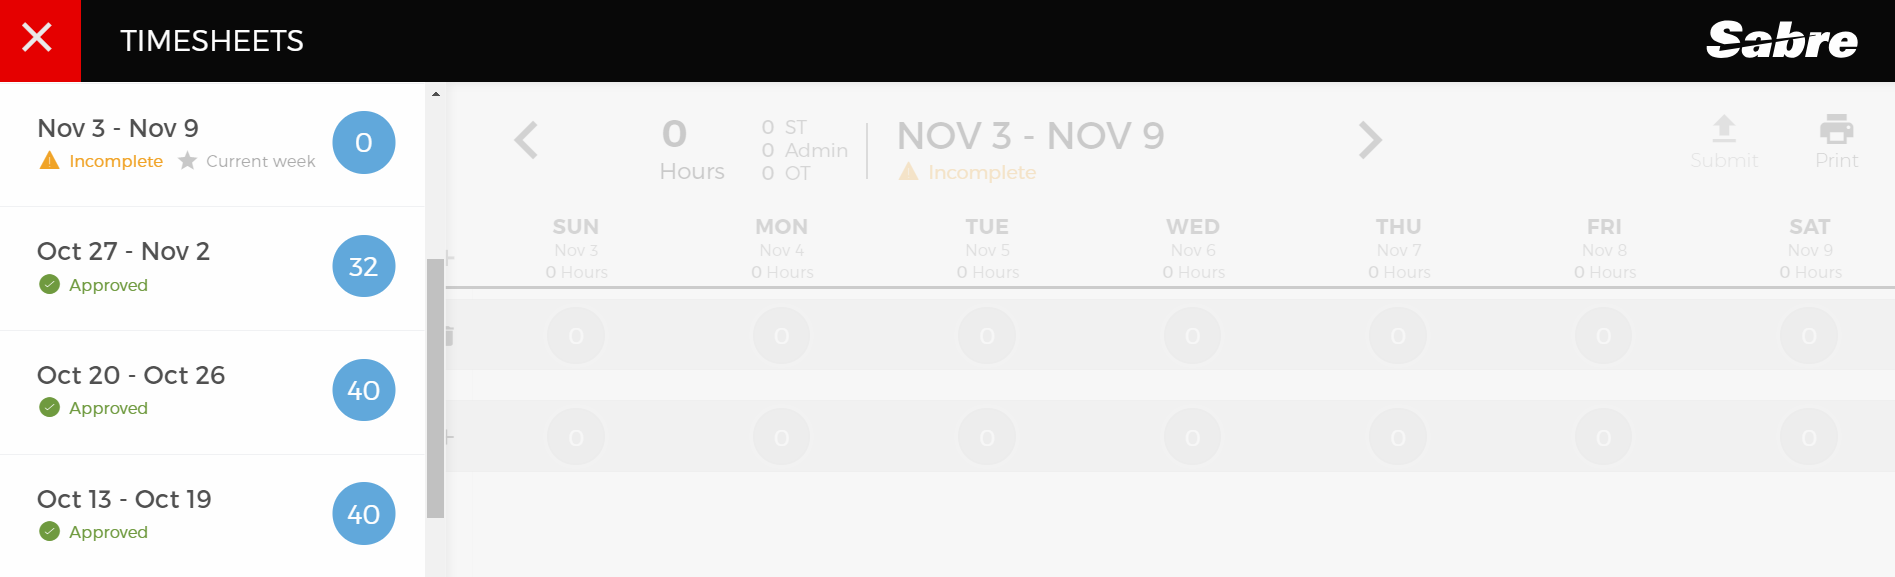 TIMESHEETS
Sabre
Nov 3 - Nov 9
0
Incomplete
Current week
Oct 27 - Nov 2
32
Approved
Oct 20 - Oct 26
40
Approved
Oct 13 - Oct 19
40
Approved
0
Hours
0 ST
0 Admin
0 OT
NOV 3 - NOV 9
Incomplete
Submit
Print
SUN MON TUE WED THU FRI SAT
Nov 3 Nov 4 Nov 5 Nov 6 Nov 7 Nov 8 Nov 9
0 Hours 0 Hours 0 Hours 0 Hours 0 Hours 0 Hours 0 Hours
0 0 0 0 0 0 0
0 0 0 0 0 0 0